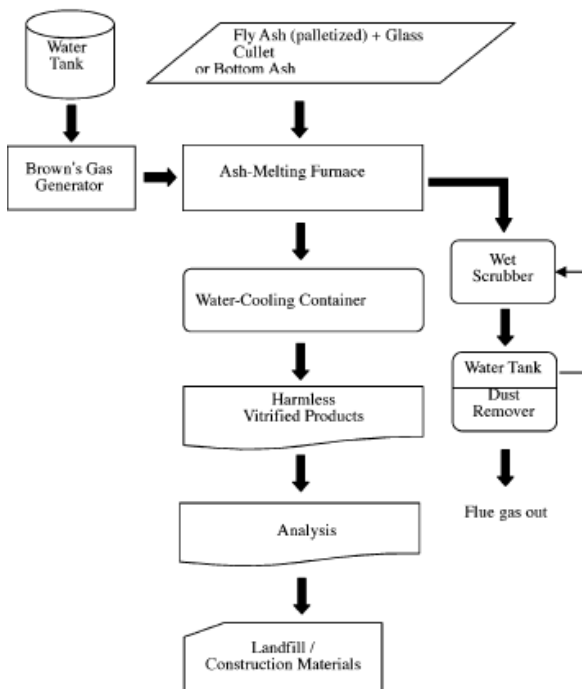 Water
Tank
Fly Ash (palletized) + Glass
Cullet
or Bottom Ash
Brown's Gas
Generator
Ash-Melting Furnace
Wet
Scrubber
Water-Cooling Container
Water Tank
Dust
Remover
Harmless
Vitrified Products
Flue gas out
Analysis
Landfill /
Construction Materials